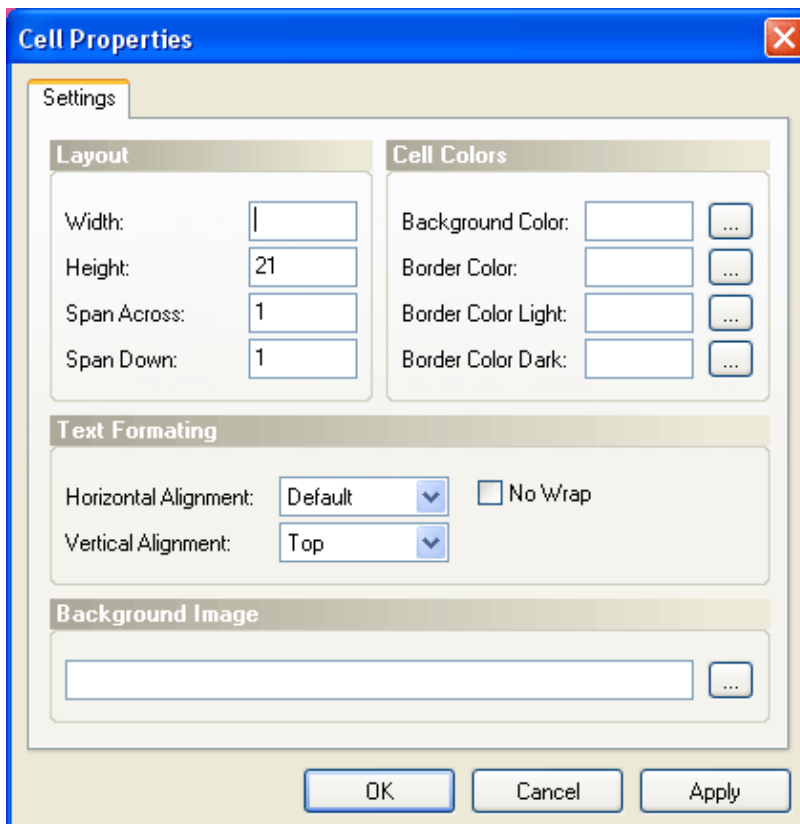 Cell Properties
Settings
Layout
Width:
Height: 21
Span Across: 1
Span Down: 1
Cell Colors
Background Color: ...
Border Color: ...
Border Color Light: ...
Border Color Dark: ...
Text Formating
Horizontal Alignment: Default No Wrap
Vertical Alignment: Top
Background Image
...
OK Cancel Apply